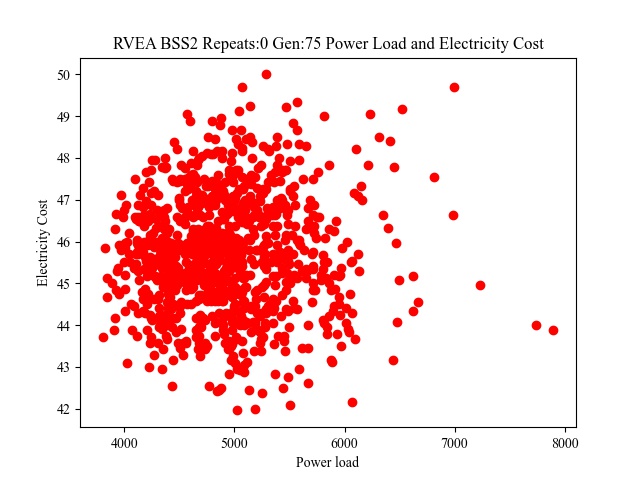 RVEA BSS2 Repeats:0 Gen:75 Power Load and Electricity Cost
50
49
48
47
46
45
44
43
42
Electricity Cost
4000 5000 6000 7000 8000
Power load